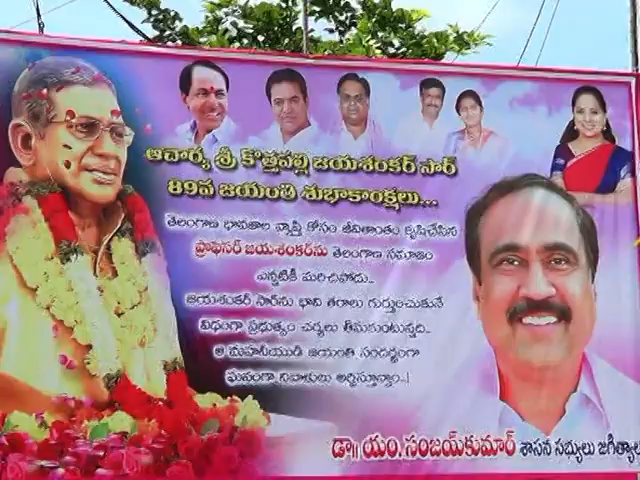 ఆచార్య శ్రీ కొత్తపల్లి జయశంకర్ సార్
89వ జయంతి శుభాకాంక్షలు...
తెలంగాణ భావజాల వ్యాప్తి కోసం జీవితాంతం కృషిచేసిన
ప్రొఫెసర్ జయశంకర్‌ను తెలంగాణ సమాజం
ఎన్నటికీ మరిచిపోదు..
జయశంకర్ సార్‌ను భావి తరాలు గుర్తుంచుకునే
విధంగా ప్రభుత్వం చర్యలు తీసుకుంటున్నది..
ఆ మహనీయుడి జయంతి సందర్భంగా
ఘనంగా నివాళులు అర్పిస్తూన్నాం..!
డా|| యం. సంజయ్‌కుమార్ శాసన సభ్యులు జగిత్యాల